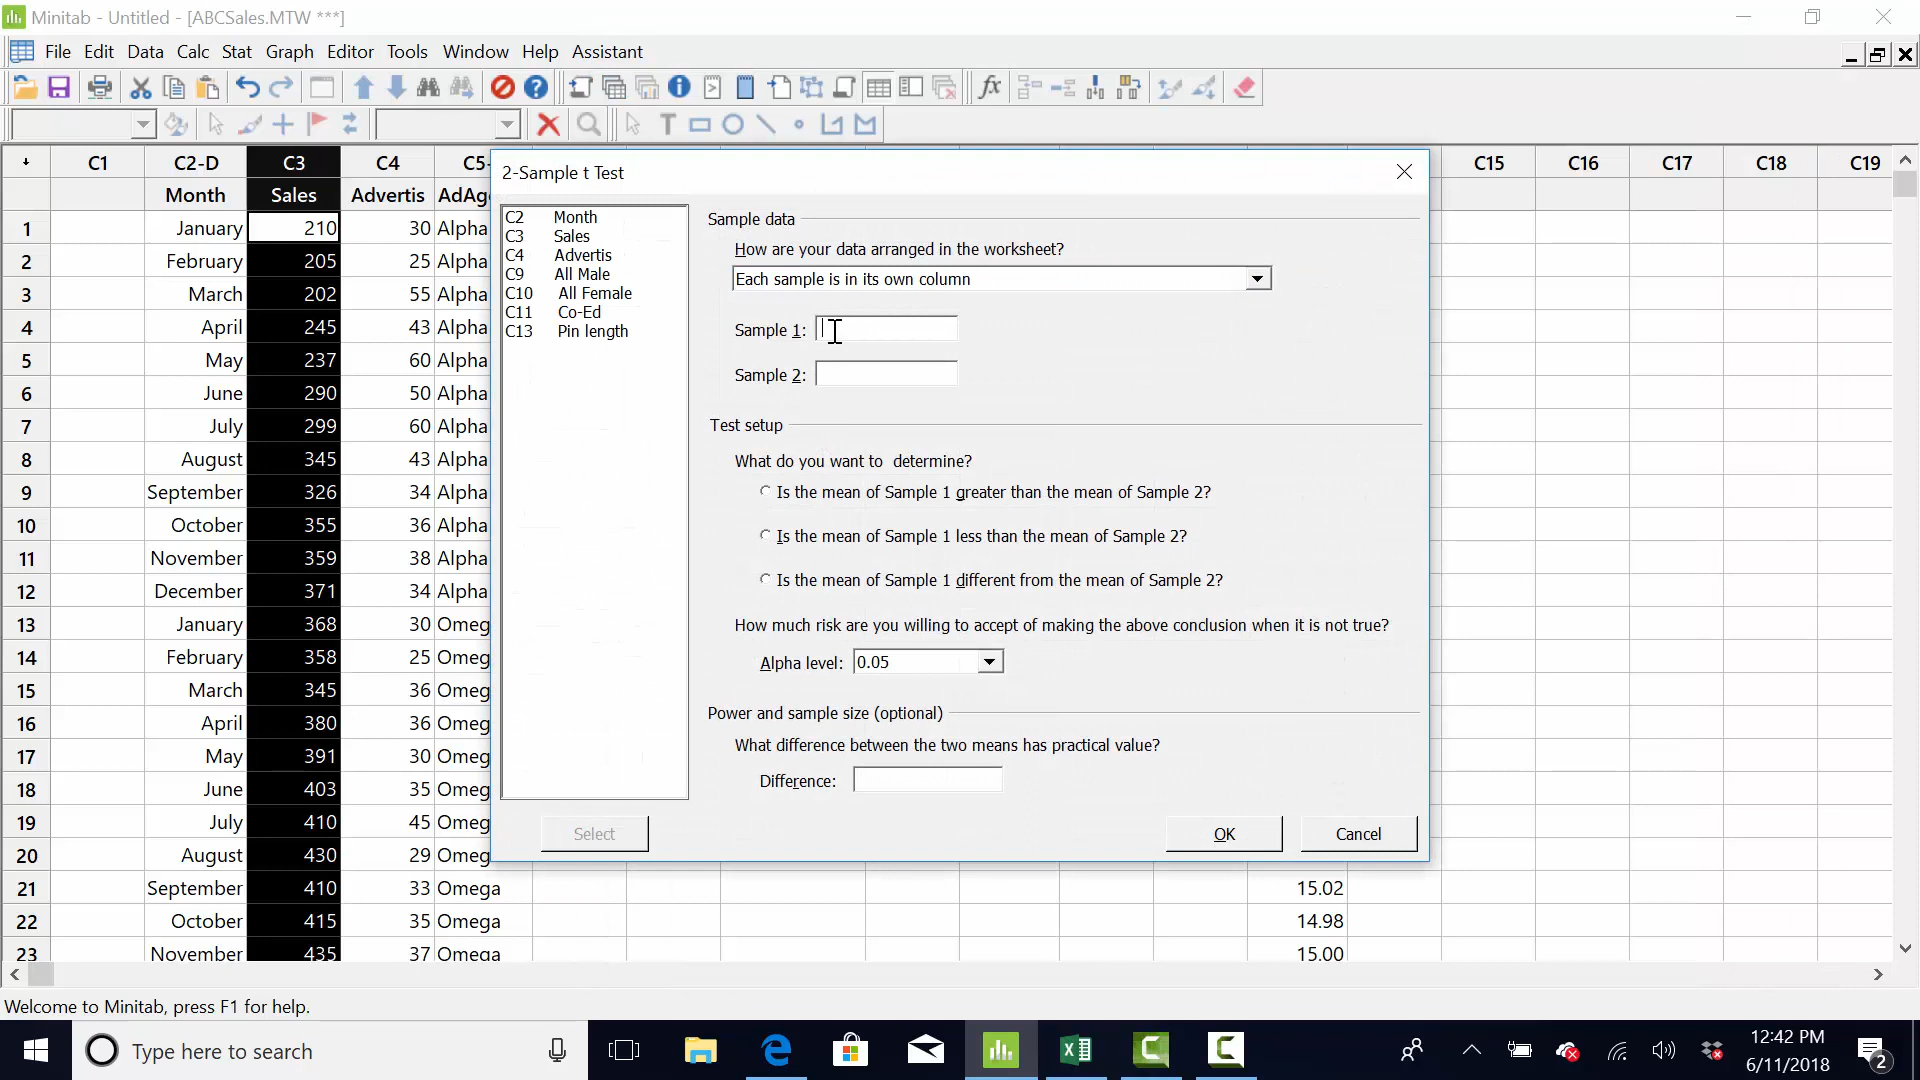 Minitab - Untitled - [ABCSales.MTW ***]
File Edit Data Calc Stat Graph Editor Tools Window Help Assistant
C1 C2-D C3 C4 C5- C15 C16 C17 C18 C19
Month Sales Advertis AdAg
1 January 210 30 Alpha
2 February 205 25 Alpha
3 March 202 55 Alpha
4 April 245 43 Alpha
5 May 237 60 Alpha
6 June 290 50 Alpha
7 July 299 60 Alpha
8 August 345 43 Alpha
9 September 326 34 Alpha
10 October 355 36 Alpha
11 November 359 38 Alpha
12 December 371 34 Alpha
13 January 368 30 Omeg
14 February 358 25 Omeg
15 March 345 36 Omeg
16 April 380 36 Omeg
17 May 391 30 Omeg
18 June 403 35 Omeg
19 July 410 45 Omeg
20 August 430 29 Omeg
21 September 410 33 Omega 15.02
22 October 415 35 Omega 14.98
23 November 435 37 Omega 15.00
2-Sample t Test
C2 Month
C3 Sales
C4 Advertis
C9 All Male
C10 All Female
C11 Co-Ed
C13 Pin length
Select
Sample data
How are your data arranged in the worksheet?
Each sample is in its own column
Sample 1:
Sample 2:
Test setup
What do you want to determine?
Is the mean of Sample 1 greater than the mean of Sample 2?
Is the mean of Sample 1 less than the mean of Sample 2?
Is the mean of Sample 1 different from the mean of Sample 2?
How much risk are you willing to accept of making the above conclusion when it is not true?
Alpha level: 0.05
Power and sample size (optional)
What difference between the two means has practical value?
Difference:
OK Cancel
Welcome to Minitab, press F1 for help.
Type here to search
12:42 PM
6/11/2018
2